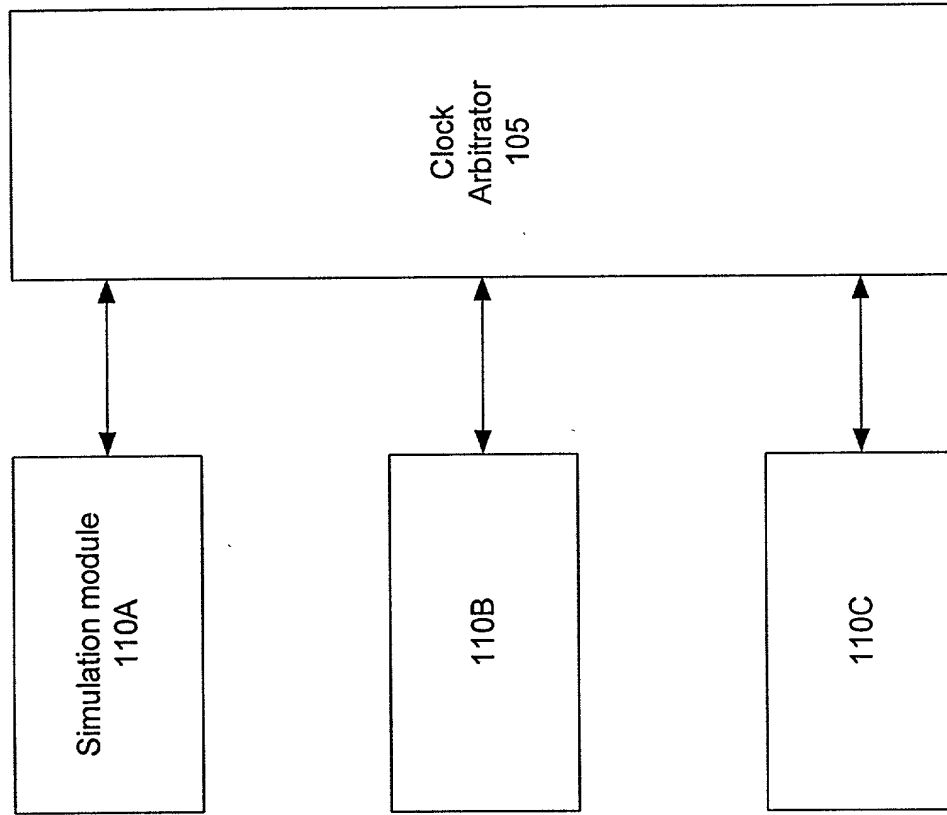 Clock
Arbitrator
105
Simulation module
110A
110B
110C